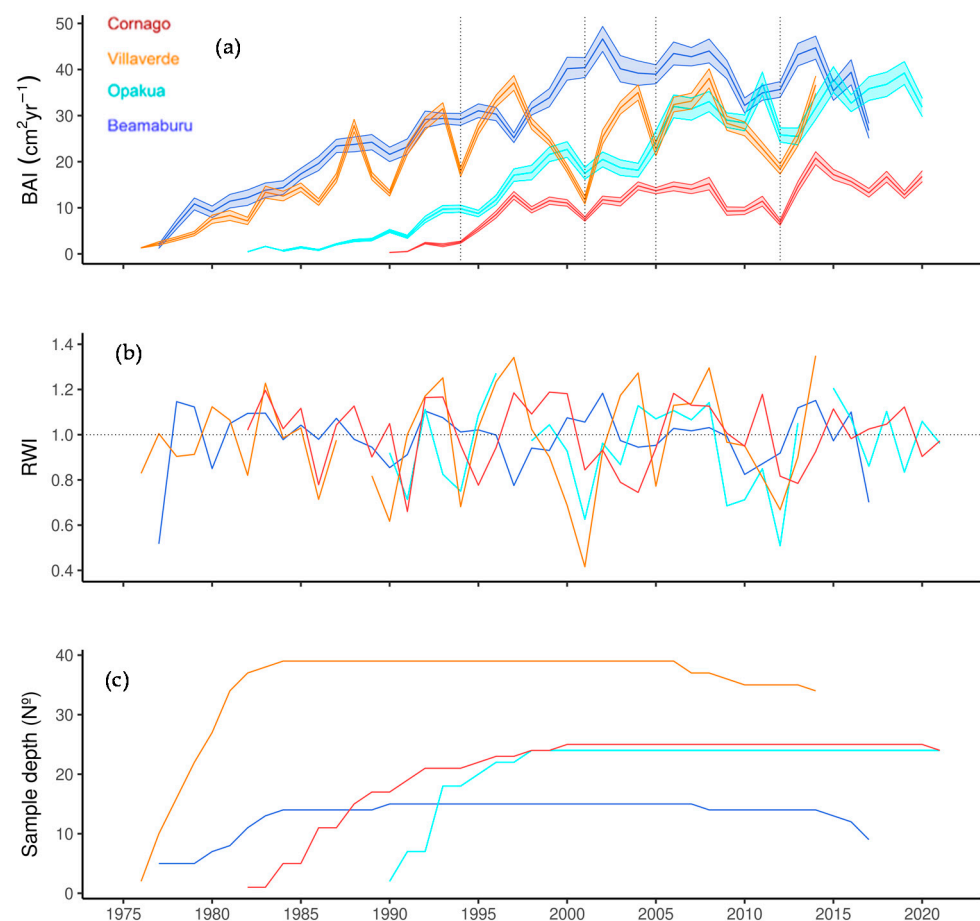 Cornago
Villaverde
Opakua
Beamaburu
(a)
BAI (cm²yr⁻¹)
50
40
30
20
10
0
(b)
RWI
1.4
1.2
1.0
0.8
0.6
0.4
(c)
Sample depth (Nº)
40
30
20
10
0
1975 1980 1985 1990 1995 2000 2005 2010 2015 2020